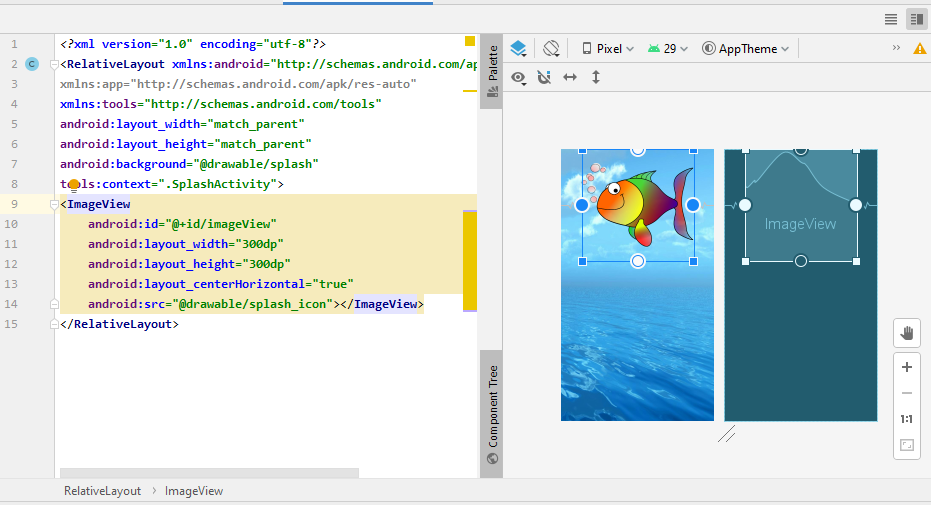 Pixel 29 AppTheme
Palette
1 <?xml version="1.0" encoding="utf-8"?>
2 C <RelativeLayout xmlns:android="http://schemas.android.com/ap
3 xmlns:app="http://schemas.android.com/apk/res-auto"
4 xmlns:tools="http://schemas.android.com/tools"
5 android:layout_width="match_parent"
6 android:layout_height="match_parent"
7 android:background="@drawable/splash"
8 tools:context=".SplashActivity">
9 <ImageView
10 android:id="@+id/imageView"
11 android:layout_width="300dp"
12 android:layout_height="300dp"
13 android:layout_centerHorizontal="true"
14 android:src="@drawable/splash_icon"></ImageView>
15 </RelativeLayout>
ImageView
1:1
Component Tree
RelativeLayout › ImageView